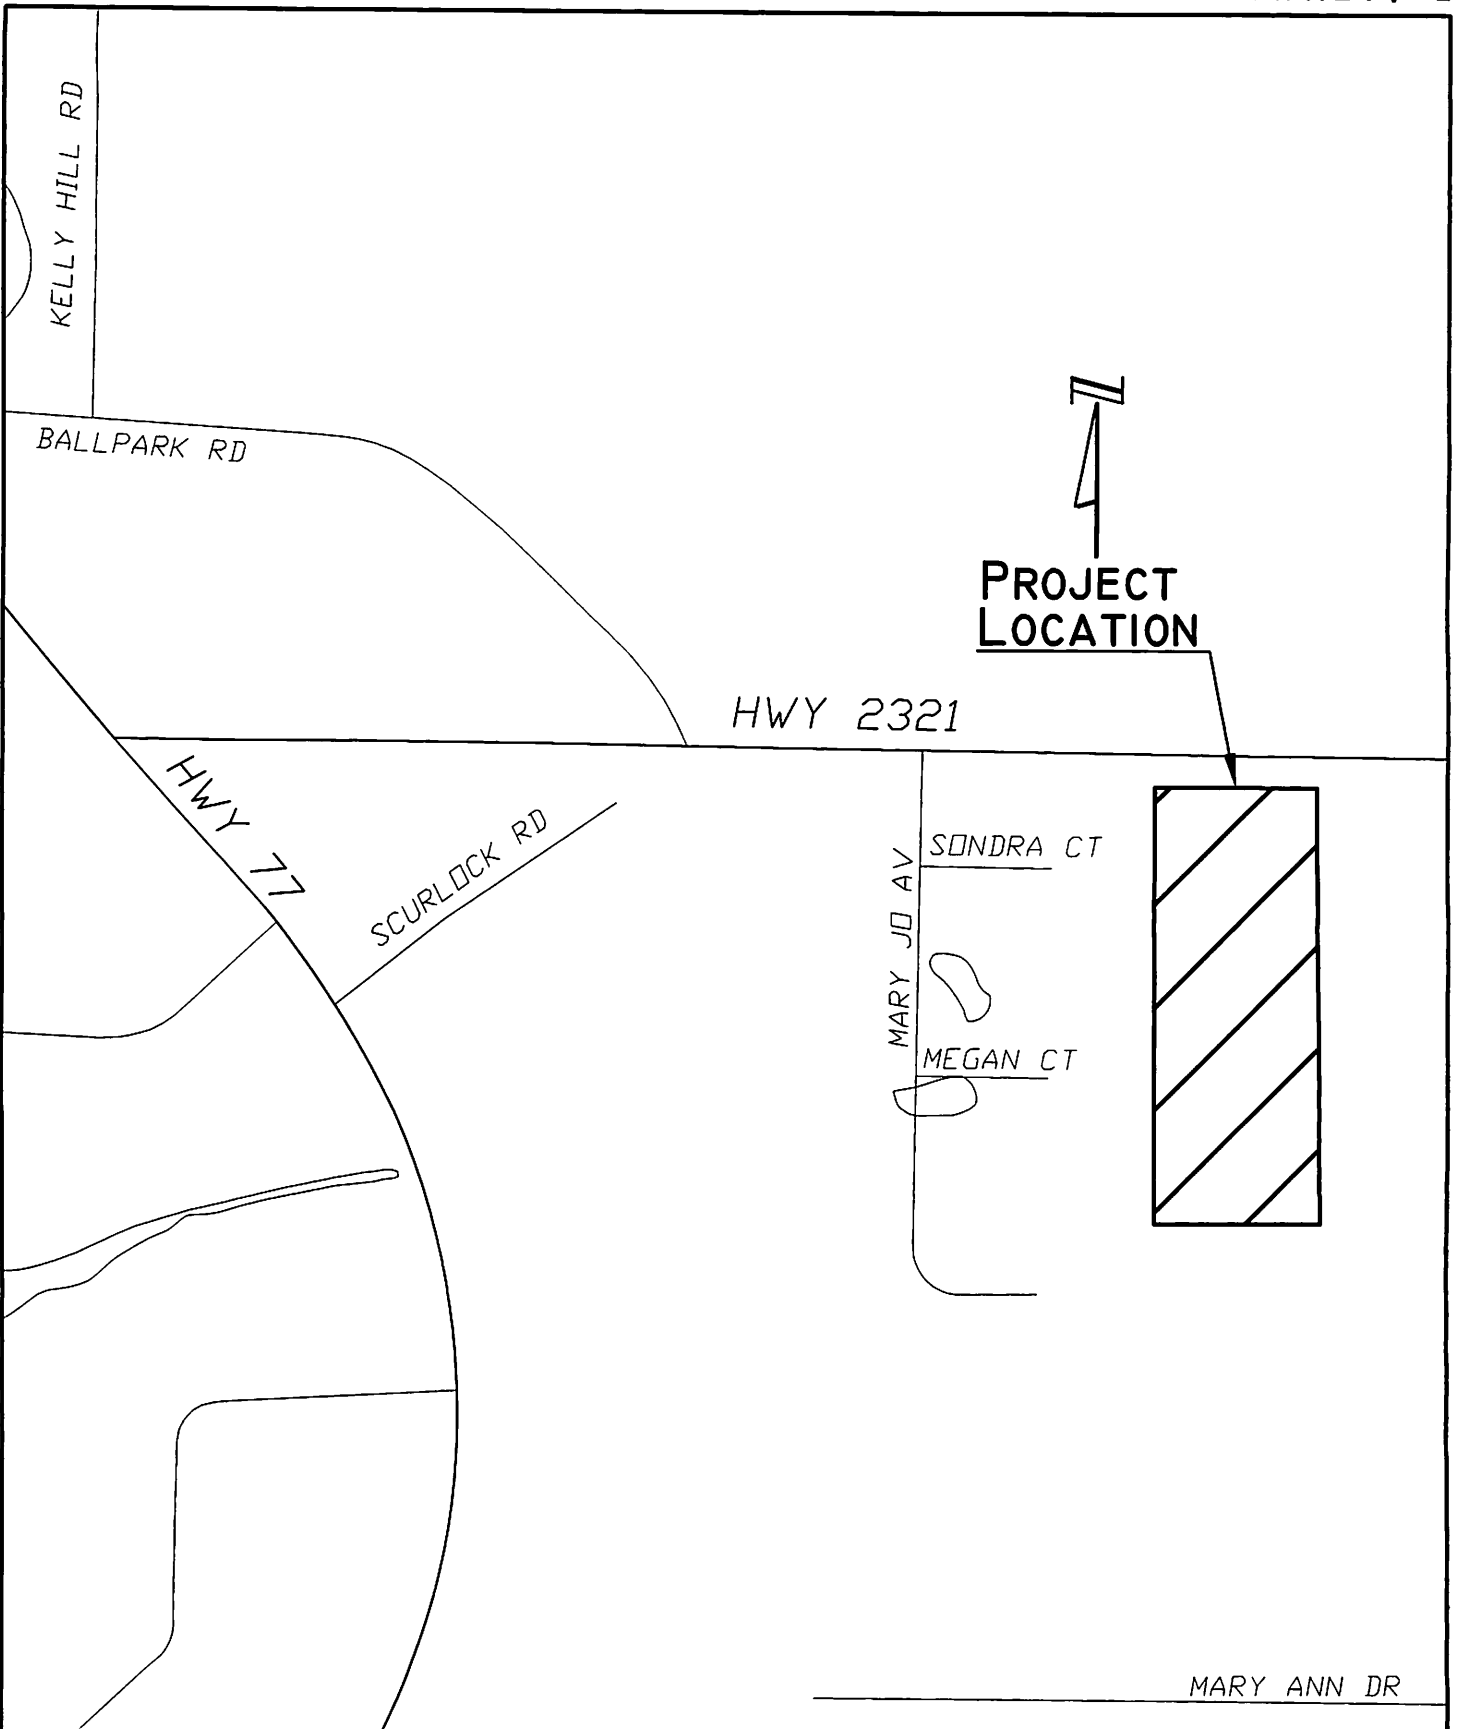 KELLY HILL RD
BALLPARK RD
N
PROJECT
LOCATION
HWY 2321
HWY 77
SCURLOCK RD
SONDRA CT
MARY JO AV
MEGAN CT
MARY ANN DR